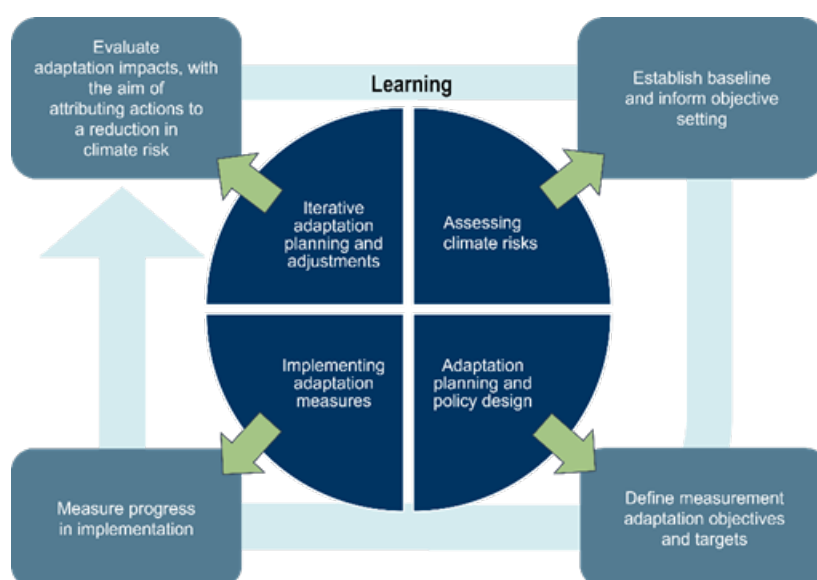 Evaluate
adaptation impacts, with
the aim of
attributing actions to
a reduction in
climate risk
Learning
Establish baseline
and inform objective
setting
Iterative
adaptation
planning and
adjustments
Assessing
climate risks
Implementing
adaptation
measures
Adaptation
planning and
policy design
Measure progress
in implementation
Define measurement
adaptation objectives
and targets